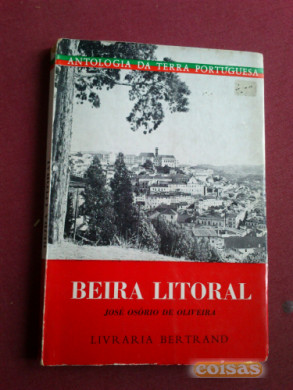 ANTOLOGIA DA TERRA PORTUGUESA
BEIRA LITORAL
JOSÉ OSÓRIO DE OLIVEIRA
LIVRARIA BERTRAND
coisas